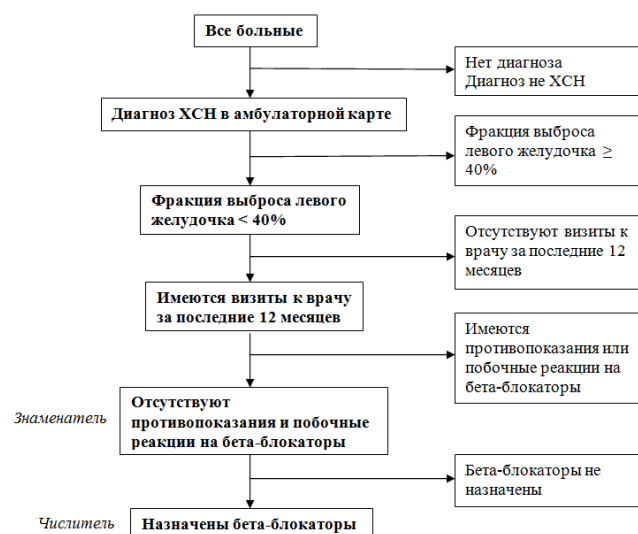 Все больные
Нет диагноза
Диагноз не ХСН
Диагноз ХСН в амбулаторной карте
Фракция выброса
левого желудочка ≥
40%
Фракция выброса левого
желудочка < 40%
Отсутствуют визиты к
врачу за последние 12
месяцев
Имеются визиты к врачу
за последние 12 месяцев
Имеются
противопоказания или
побочные реакции на
бета-блокаторы
Знаменатель
Отсутствуют
противопоказания и побочные
реакции на бета-блокаторы
Бета-блокаторы не
назначены
Числитель
Назначены бета-блокаторы